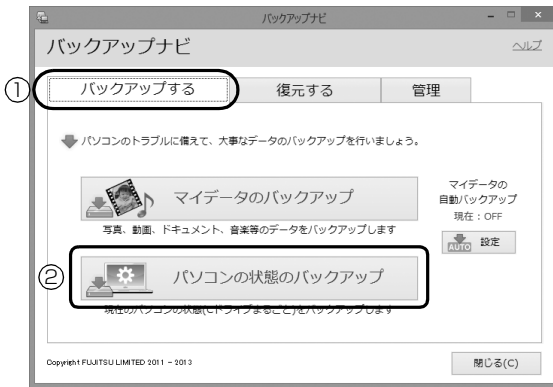 バックアップナビ
バックアップナビ
ヘルプ
①
バックアップする
復元する
管理
パソコンのトラブルに備えて、大事なデータのバックアップを行いましょう。
マイデータのバックアップ
写真、動画、ドキュメント、音楽等のデータをバックアップします
マイデータの
自動バックアップ
現在：OFF
AUTO 設定
②
パソコンの状態のバックアップ
現在のパソコンの状態(Cドライブまるごと)をバックアップします
Copyright FUJITSU LIMITED 2011 - 2013
閉じる(C)